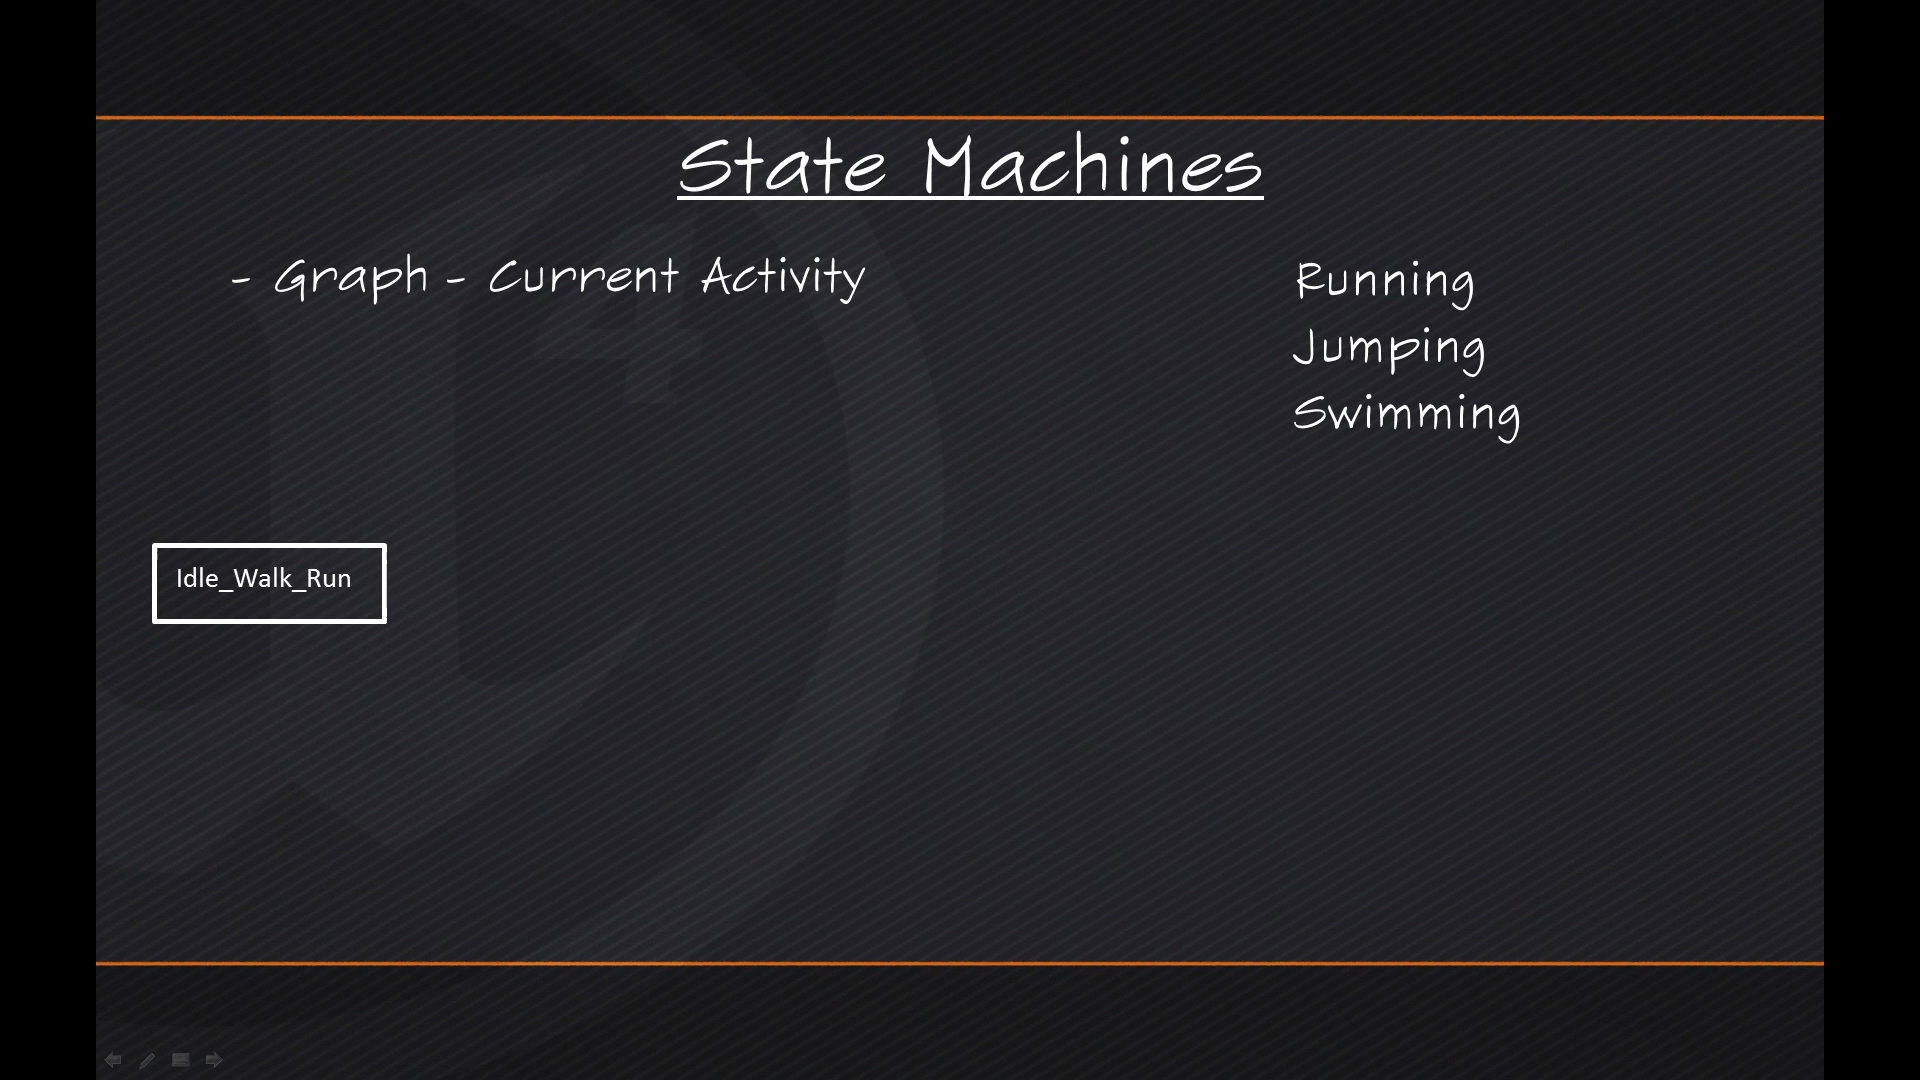 State Machines
- Graph - Current Activity
Running
Jumping
Swimming
Idle_Walk_Run